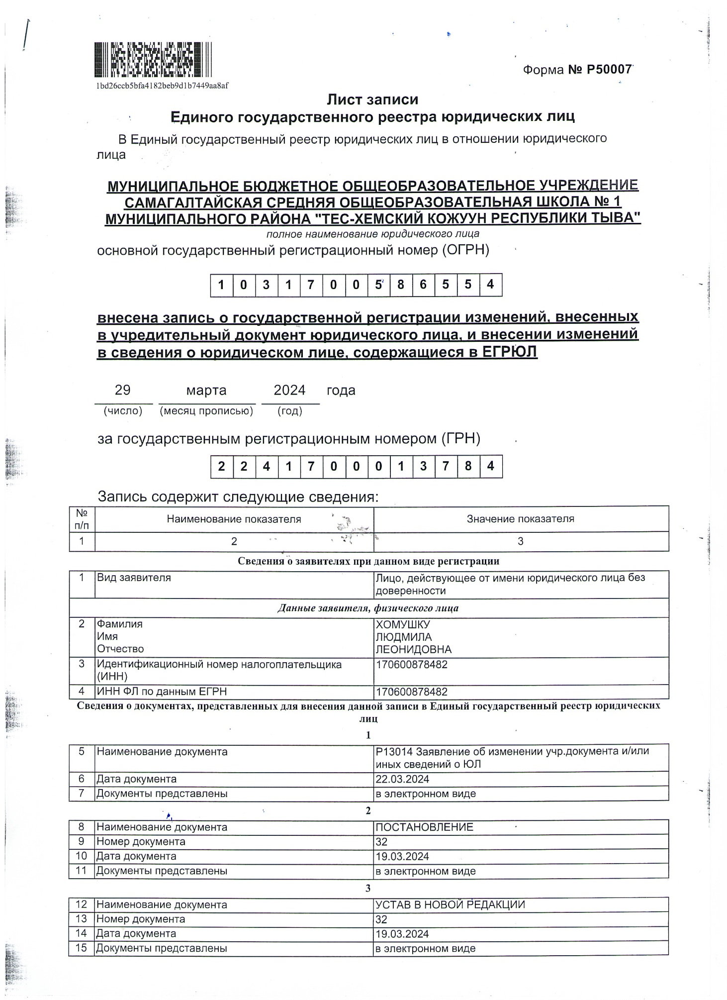 Форма № Р50007
1bd26ccb5bfa4182beb9d1b7449aa8af
Лист записи
Единого государственного реестра юридических лиц
В Единый государственный реестр юридических лиц в отношении юридического
лица
МУНИЦИПАЛЬНОЕ БЮДЖЕТНОЕ ОБЩЕОБРАЗОВАТЕЛЬНОЕ УЧРЕЖДЕНИЕ
САМАГАЛТАЙСКАЯ СРЕДНЯЯ ОБЩЕОБРАЗОВАТЕЛЬНАЯ ШКОЛА № 1
МУНИЦИПАЛЬНОГО РАЙОНА "ТЕС-ХЕМСКИЙ КОЖУУН РЕСПУБЛИКИ ТЫВА"
полное наименование юридического лица
основной государственный регистрационный номер (ОГРН)
1 0 3 1 7 0 0 5 8 6 5 5 4
внесена запись о государственной регистрации изменений, внесенных
в учредительный документ юридического лица, и внесении изменений
в сведения о юридическом лице, содержащиеся в ЕГРЮЛ
29 марта 2024 года
(число) (месяц прописью) (год)
за государственным регистрационным номером (ГРН)
2 2 4 1 7 0 0 0 1 3 7 8 4
Запись содержит следующие сведения:
№ п/п Наименование показателя Значение показателя
1 2 3
Сведения о заявителях при данном виде регистрации
1 Вид заявителя Лицо, действующее от имени юридического лица без
доверенности
Данные заявителя, физического лица
2 Фамилия ХОМУШКУ
Имя ЛЮДМИЛА
Отчество ЛЕОНИДОВНА
3 Идентификационный номер налогоплательщика 170600878482
(ИНН)
4 ИНН ФЛ по данным ЕГРН 170600878482
Сведения о документах, представленных для внесения данной записи в Единый государственный реестр юридических
лиц
1
5 Наименование документа Р13014 Заявление об изменении учр.документа и/или
иных сведений о ЮЛ
6 Дата документа 22.03.2024
7 Документы представлены в электронном виде
2
8 Наименование документа ПОСТАНОВЛЕНИЕ
9 Номер документа 32
10 Дата документа 19.03.2024
11 Документы представлены в электронном виде
3
12 Наименование документа УСТАВ В НОВОЙ РЕДАКЦИИ
13 Номер документа 32
14 Дата документа 19.03.2024
15 Документы представлены в электронном виде